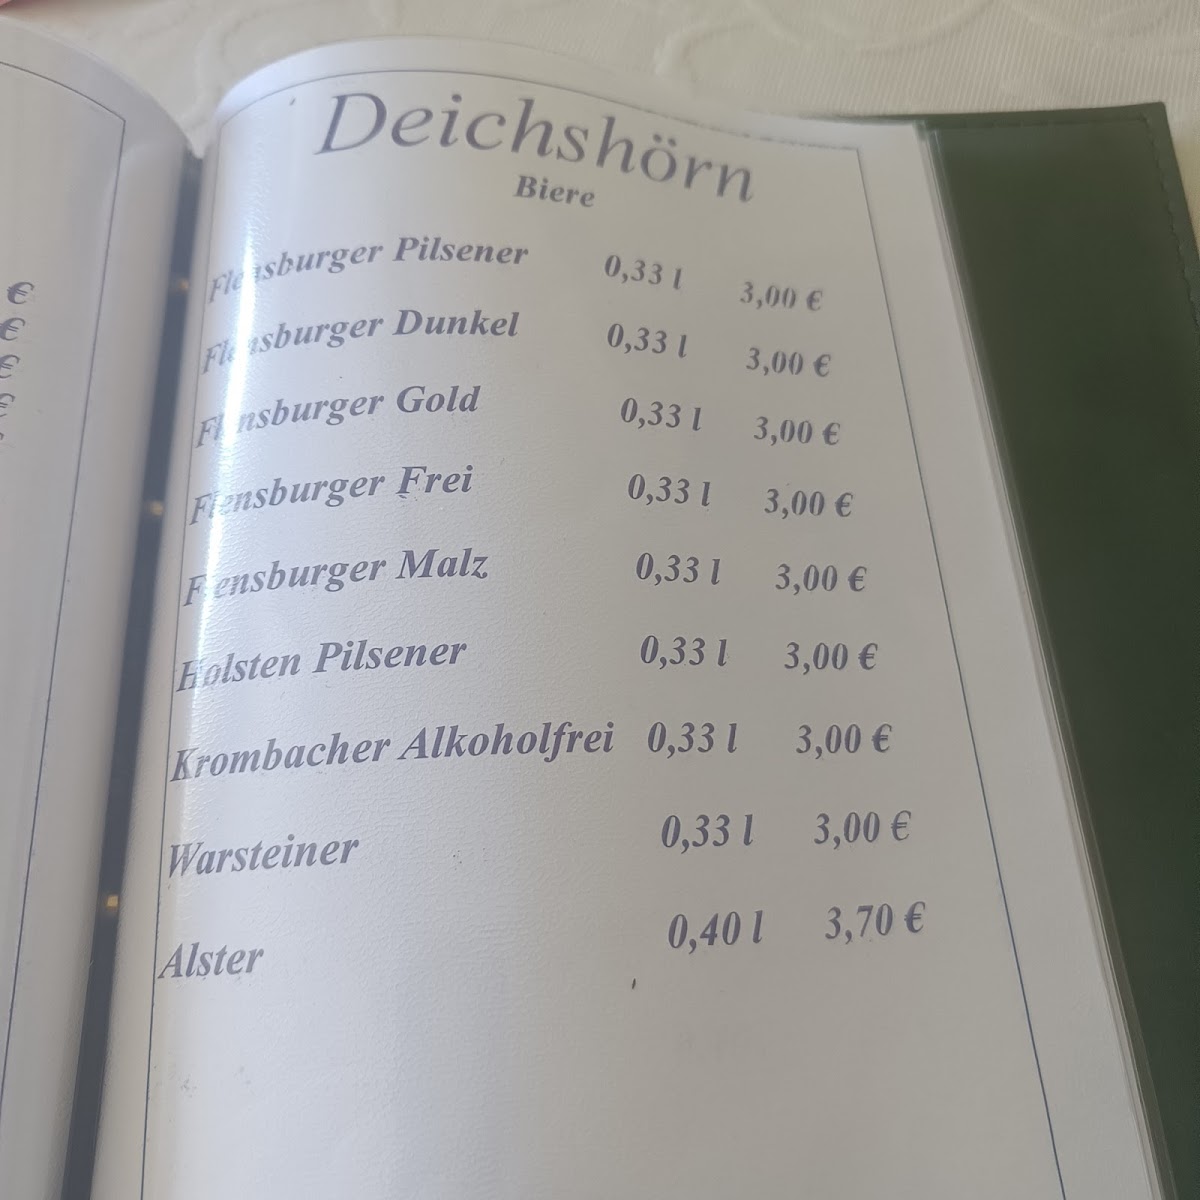 Deichshörn
Biere
Flensburger Pilsener 0,33 l 3,00 €
Flensburger Dunkel 0,33 l 3,00 €
Flensburger Gold 0,33 l 3,00 €
Flensburger Frei 0,33 l 3,00 €
Flensburger Malz 0,33 l 3,00 €
Holsten Pilsener 0,33 l 3,00 €
Krombacher Alkoholfrei 0,33 l 3,00 €
Warsteiner 0,33 l 3,00 €
Alster 0,40 l 3,70 €
€
€
€
€